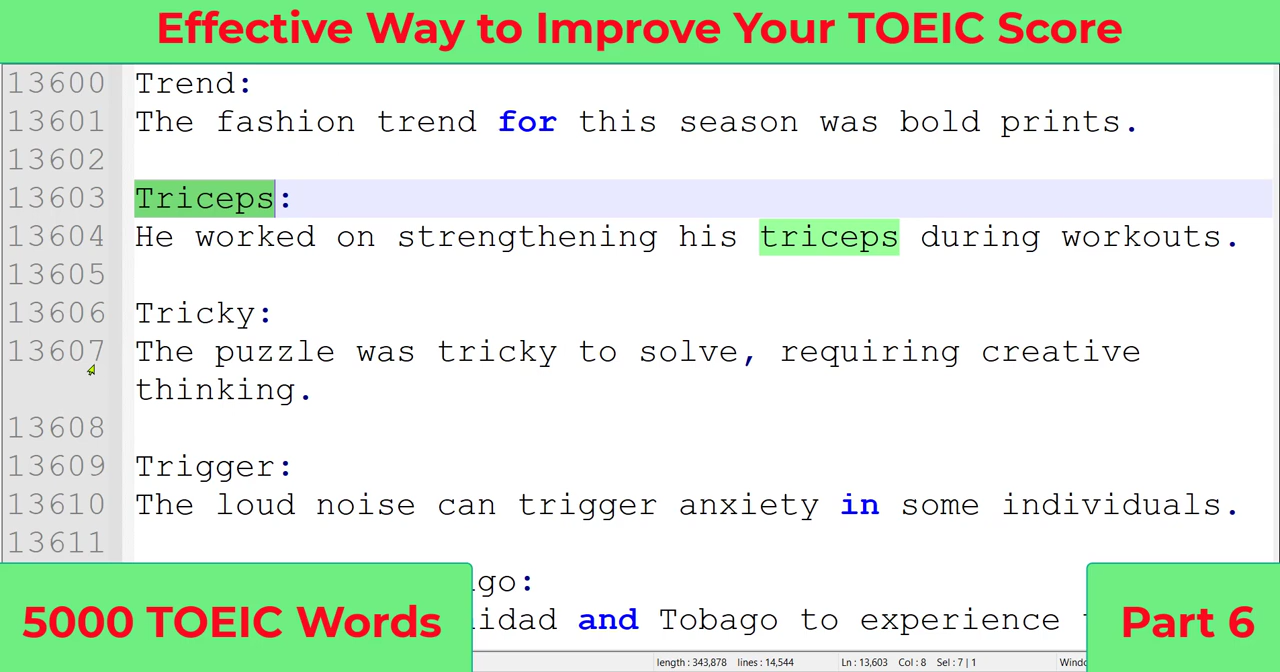 Effective Way to Improve Your TOEIC Score
13600 Trend:
13601 The fashion trend for this season was bold prints.
13602
13603 Triceps:
13604 He worked on strengthening his triceps during workouts.
13605
13606 Tricky:
13607 The puzzle was tricky to solve, requiring creative
thinking.
13608
13609 Trigger:
13610 The loud noise can trigger anxiety in some individuals.
13611
ago:
lidad and Tobago to experience
5000 TOEIC Words
Part 6
length : 343,878 lines : 14,544 Ln : 13,603 Col : 8 Sel : 7 | 1